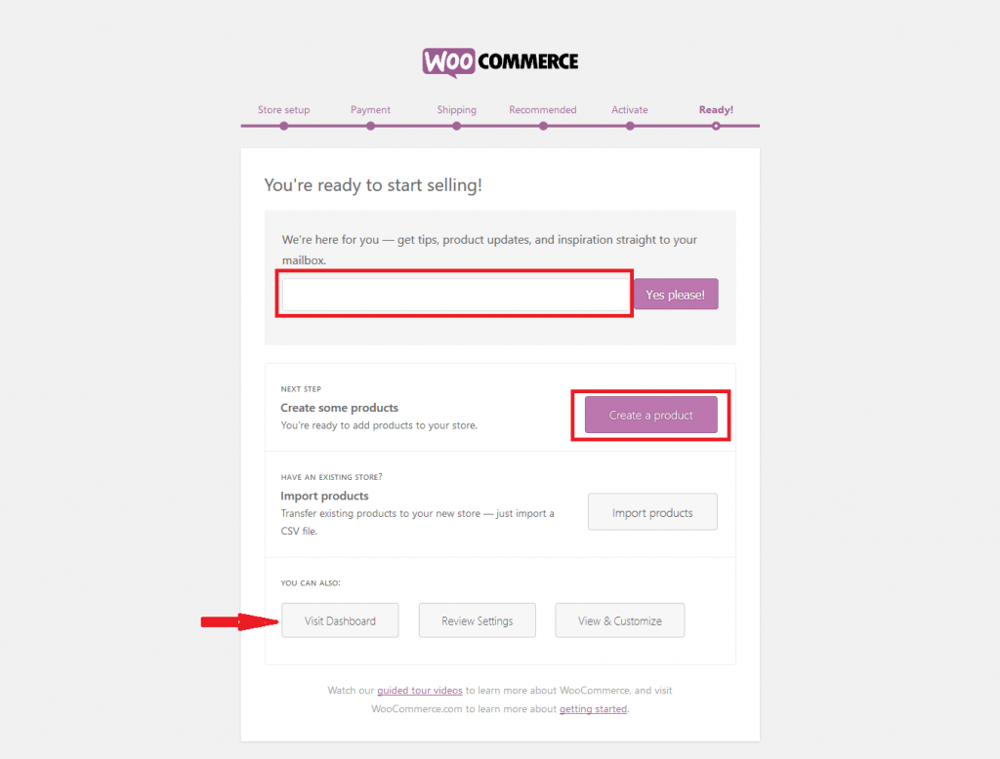 WOO COMMERCE
Store setup Payment Shipping Recommended Activate Ready!
You're ready to start selling!
We're here for you — get tips, product updates, and inspiration straight to your
mailbox.
Yes please!
NEXT STEP
Create some products
You're ready to add products to your store.
Create a product
HAVE AN EXISTING STORE?
Import products
Transfer existing products to your new store — just import a
CSV file.
Import products
YOU CAN ALSO:
Visit Dashboard Review Settings View & Customize
Watch our guided tour videos to learn more about WooCommerce, and visit
WooCommerce.com to learn more about getting started.